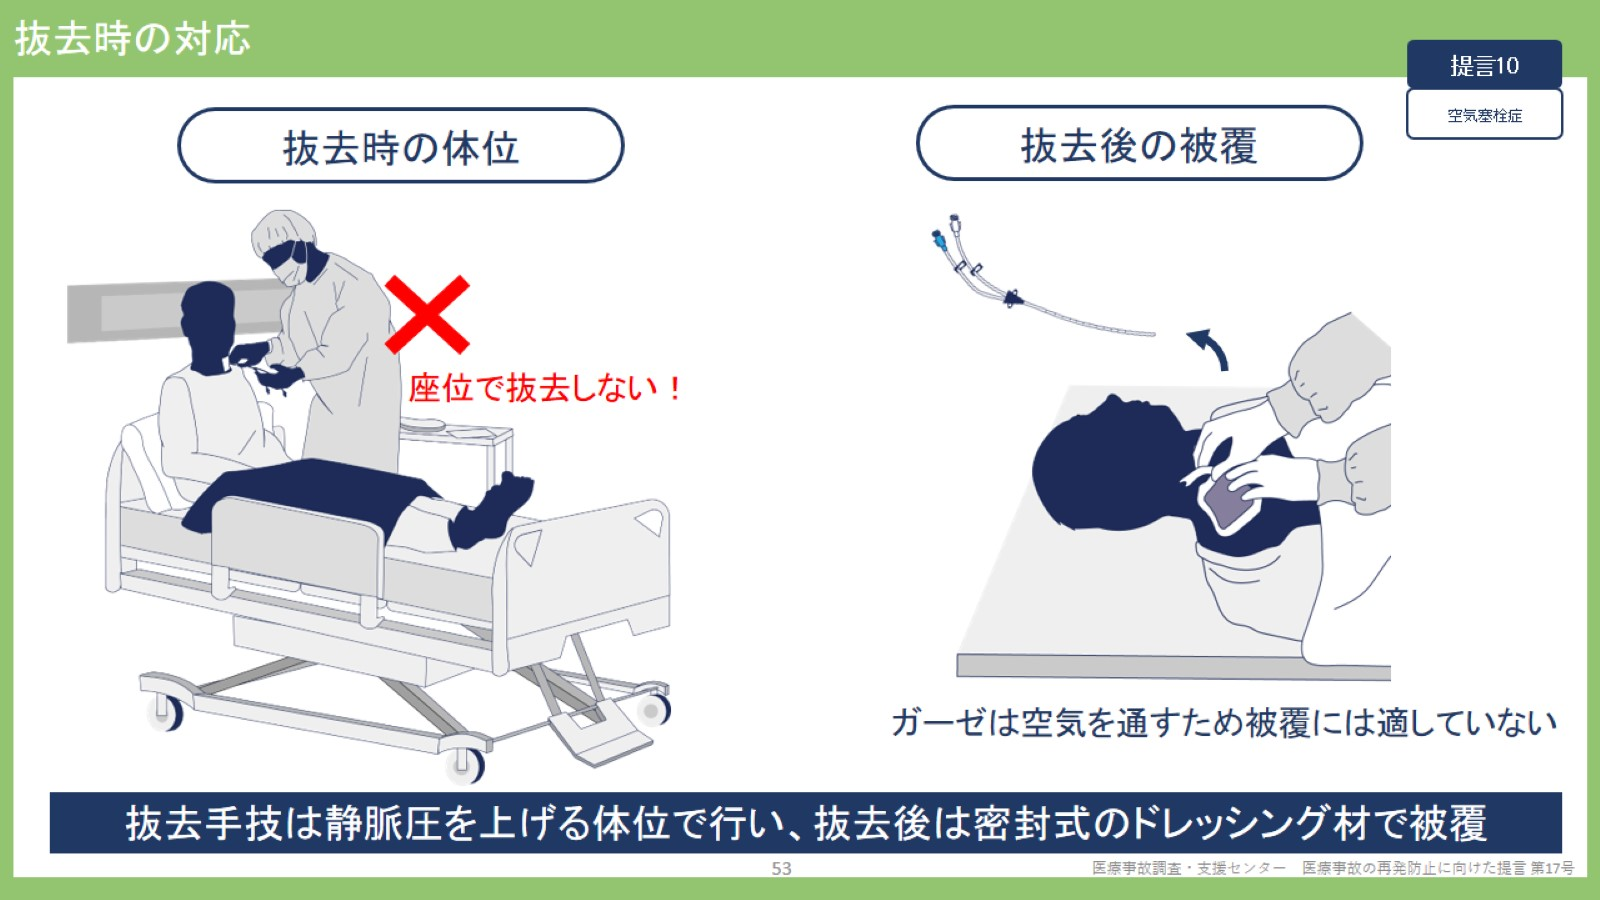 抜去時の対応
提言10
空気塞栓症
抜去時の体位
抜去後の被覆
座位で抜去しない！
ガーゼは空気を通すため被覆には適していない
抜去手技は静脈圧を上げる体位で行い、抜去後は密封式のドレッシング材で被覆
53
医療事故調査・支援センター　医療事故の再発防止に向けた提言 第17号